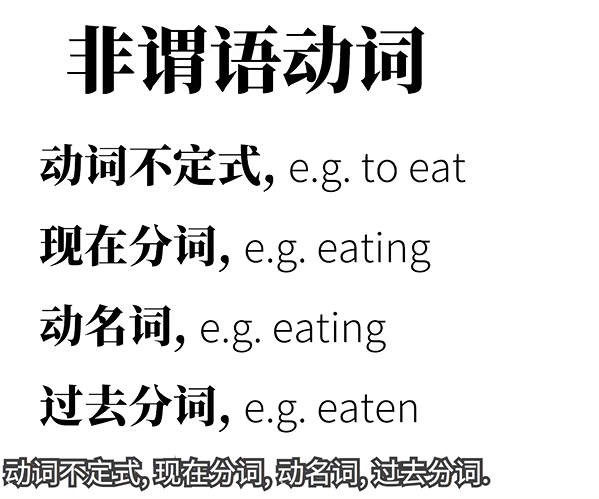 非谓语动词
动词不定式, e.g. to eat
现在分词, e.g. eating
动名词, e.g. eating
过去分词, e.g. eaten
动词不定式, 现在分词, 动名词, 过去分词.